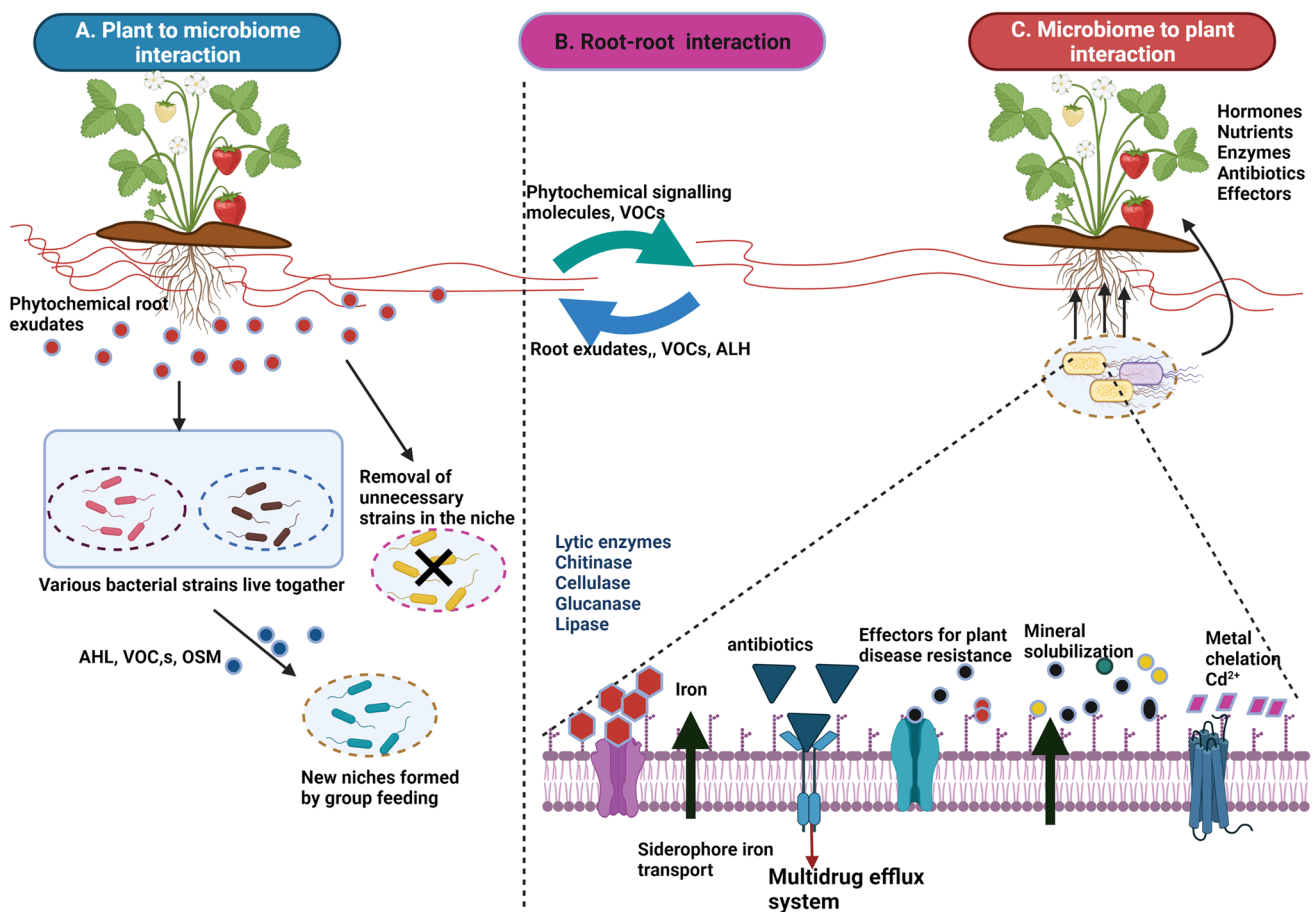 A. Plant to microbiome
interaction
B. Root-root interaction
C. Microbiome to plant
interaction
Hormones
Nutrients
Enzymes
Antibiotics
Effectors
Phytochemical signalling
molecules, VOCs
Phytochemical root
exudates
Root exudates,, VOCs, ALH
Removal of
unnecessary
strains in the niche
Various bacterial strains live togather
AHL, VOC,s, OSM
New niches formed
by group feeding
Lytic enzymes
Chitinase
Cellulase
Glucanase
Lipase
Iron
antibiotics
Effectors for plant
disease resistance
Mineral
solubilization
Metal
chelation
Cd²⁺
Siderophore iron
transport
Multidrug efflux
system